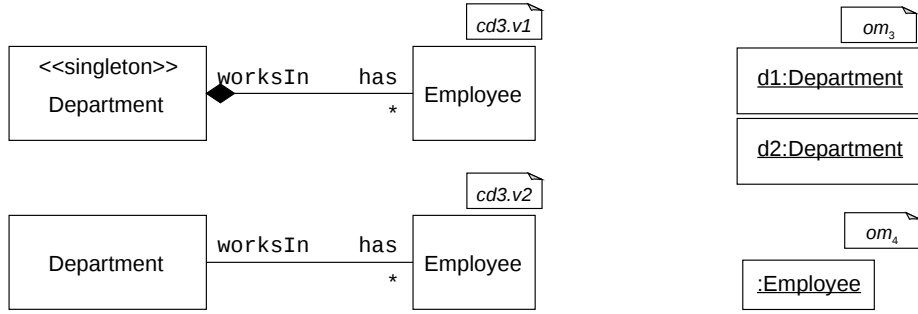 cd3.v1
<<singleton>>
Department
worksIn has
*
Employee
om3
d1:Department
d2:Department
cd3.v2
Department
worksIn has
*
Employee
om4
:Employee